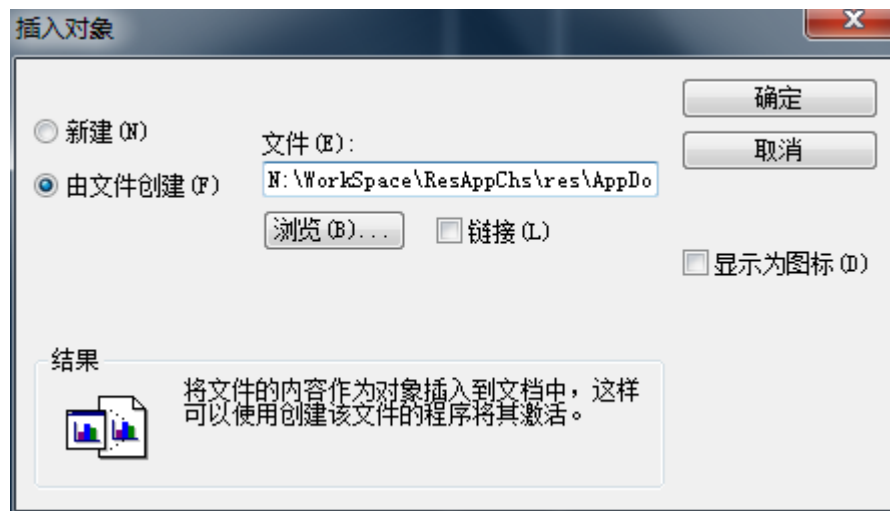 插入对象
新建(N)
由文件创建(F)
文件(E):
N:\WorkSpace\ResAppChs\res\AppDo
浏览(B)...
链接(L)
确定
取消
显示为图标(D)
结果
将文件的内容作为对象插入到文档中，这样
可以使用创建该文件的程序将其激活。